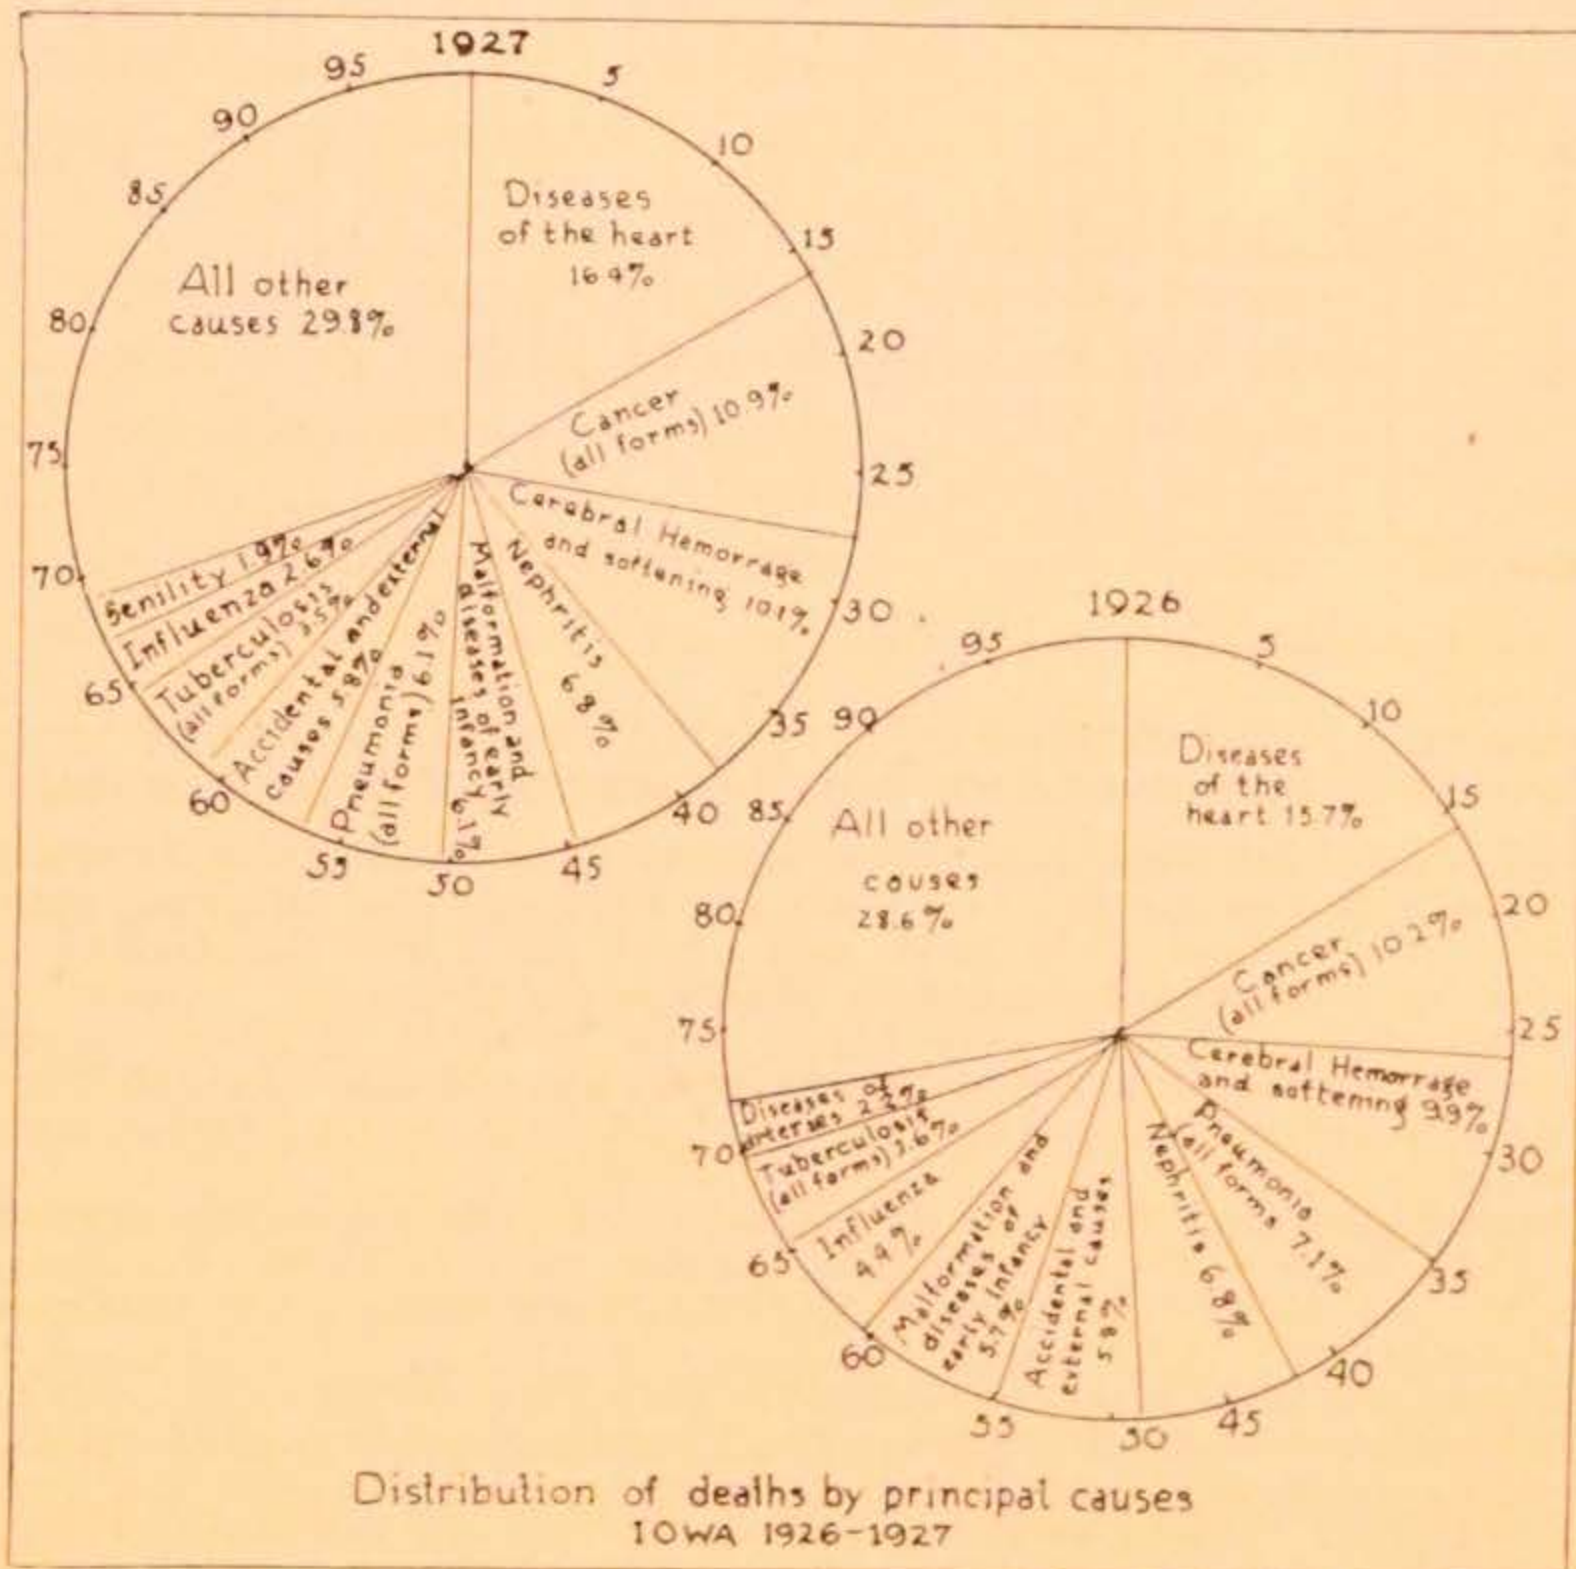 1927
5
10
15
20
25
30
35
40
45
50
55
60
65
70
75
80
85
90
95
Diseases
of the heart
16.4%
Cancer
(all forms) 10.9%
Cerabral Hemorrage
and softening 10.1%
Nephritis
6.8%
Malformation and
diseases of early
infancy 6.1%
Pneumonia
(all forms) 6.1%
Accidental and external
causes 5.8%
Tuberculosis
(all forms) 3.5%
Influenza 2.6%
Senility 1.9%
All other
causes 29.8%
1926
5
10
15
20
25
30
35
40
45
50
55
60
65
70
75
80
85
90
95
Diseases
of the
heart 15.7%
Cancer
(all forms) 10.2%
Cerebral Hemorrage
and softening 9.9%
Pneumonia
(all forms 7.1%
Nephritis 6.8%
Accidental and
external causes
5.8%
Malformation and
diseases of
early infancy
5.7%
Influenza
4.4%
Tuberculosis
(all forms) 3.6%
Diseases of
arteries
All other
causes
28.6%
Distribution of deaths by principal causes
IOWA 1926-1927